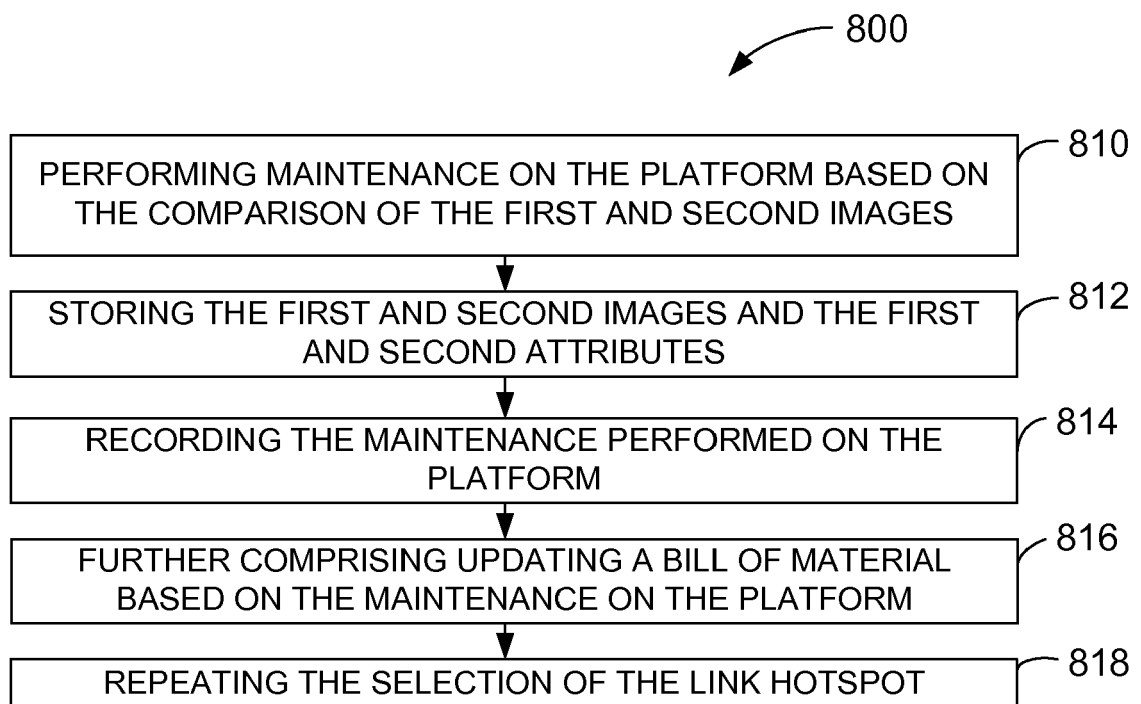 800
PERFORMING MAINTENANCE ON THE PLATFORM BASED ON
THE COMPARISON OF THE FIRST AND SECOND IMAGES
810
STORING THE FIRST AND SECOND IMAGES AND THE FIRST
AND SECOND ATTRIBUTES
812
RECORDING THE MAINTENANCE PERFORMED ON THE
PLATFORM
814
FURTHER COMPRISING UPDATING A BILL OF MATERIAL
BASED ON THE MAINTENANCE ON THE PLATFORM
816
REPEATING THE SELECTION OF THE LINK HOTSPOT
818